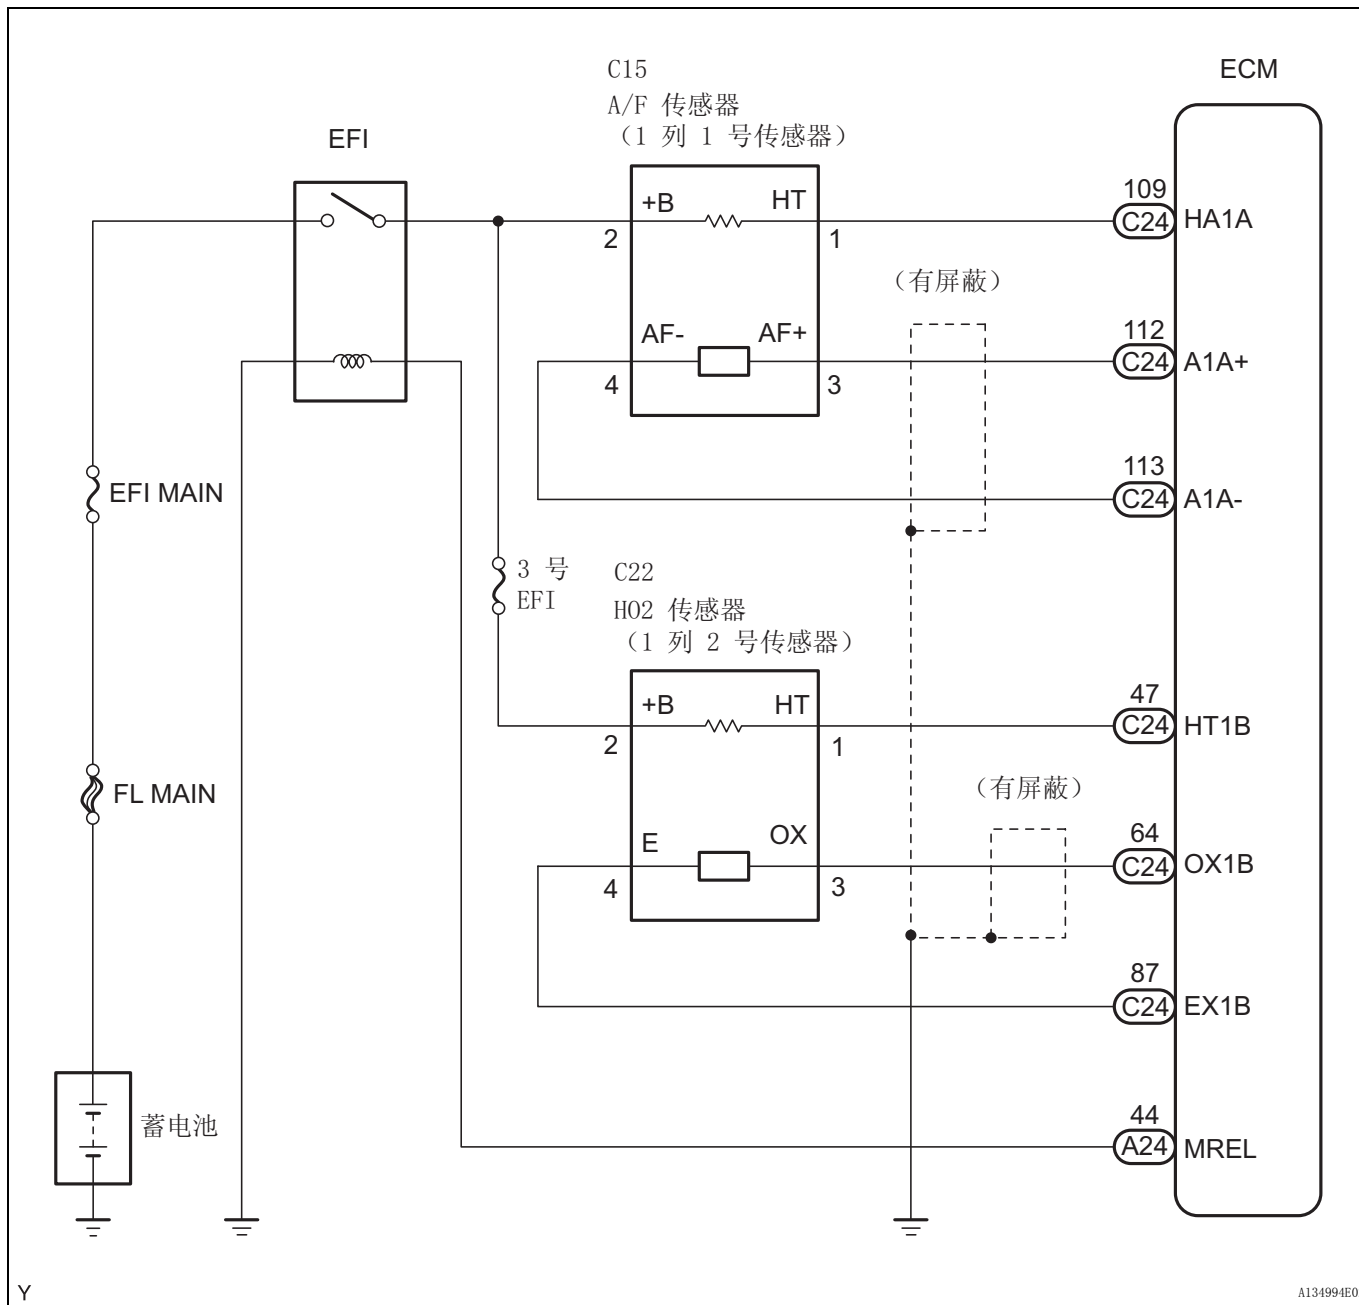 C15
ECM
A/F 传感器
（1 列 1 号传感器）
EFI
+B
HT
2
1
109
C24
HA1A
（有屏蔽）
AF-
AF+
4
3
112
C24
A1A+
113
C24
A1A-
EFI MAIN
3 号
EFI
C22
HO2 传感器
（1 列 2 号传感器）
+B
HT
2
1
47
C24
HT1B
FL MAIN
（有屏蔽）
E
OX
4
3
64
C24
OX1B
87
C24
EX1B
蓄电池
44
A24
MREL
Y
A134994E0